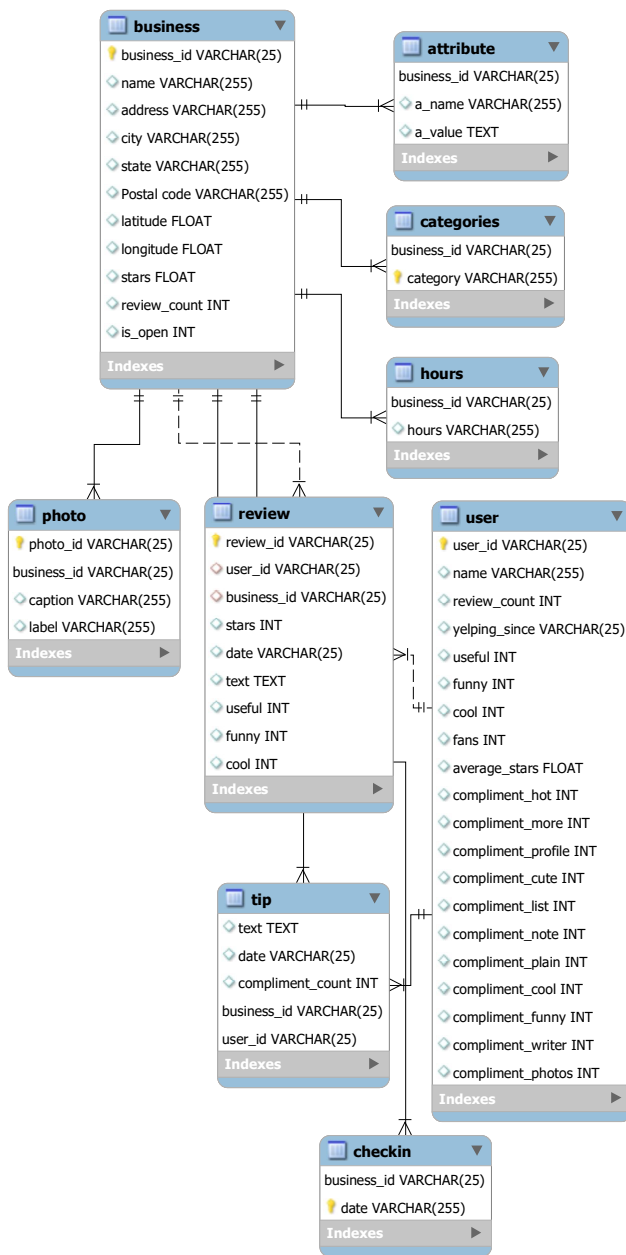 business
business_id VARCHAR(25)
name VARCHAR(255)
address VARCHAR(255)
city VARCHAR(255)
state VARCHAR(255)
Postal code VARCHAR(255)
latitude FLOAT
longitude FLOAT
stars FLOAT
review_count INT
is_open INT
Indexes
attribute
business_id VARCHAR(25)
a_name VARCHAR(255)
a_value TEXT
Indexes
categories
business_id VARCHAR(25)
category VARCHAR(255)
Indexes
hours
business_id VARCHAR(25)
hours VARCHAR(255)
Indexes
photo
photo_id VARCHAR(25)
business_id VARCHAR(25)
caption VARCHAR(255)
label VARCHAR(255)
Indexes
review
review_id VARCHAR(25)
user_id VARCHAR(25)
business_id VARCHAR(25)
stars INT
date VARCHAR(25)
text TEXT
useful INT
funny INT
cool INT
Indexes
user
user_id VARCHAR(25)
name VARCHAR(255)
review_count INT
yelping_since VARCHAR(25)
useful INT
funny INT
cool INT
fans INT
average_stars FLOAT
compliment_hot INT
compliment_more INT
compliment_profile INT
compliment_cute INT
compliment_list INT
compliment_note INT
compliment_plain INT
compliment_cool INT
compliment_funny INT
compliment_writer INT
compliment_photos INT
Indexes
tip
text TEXT
date VARCHAR(25)
compliment_count INT
business_id VARCHAR(25)
user_id VARCHAR(25)
Indexes
checkin
business_id VARCHAR(25)
date VARCHAR(255)
Indexes